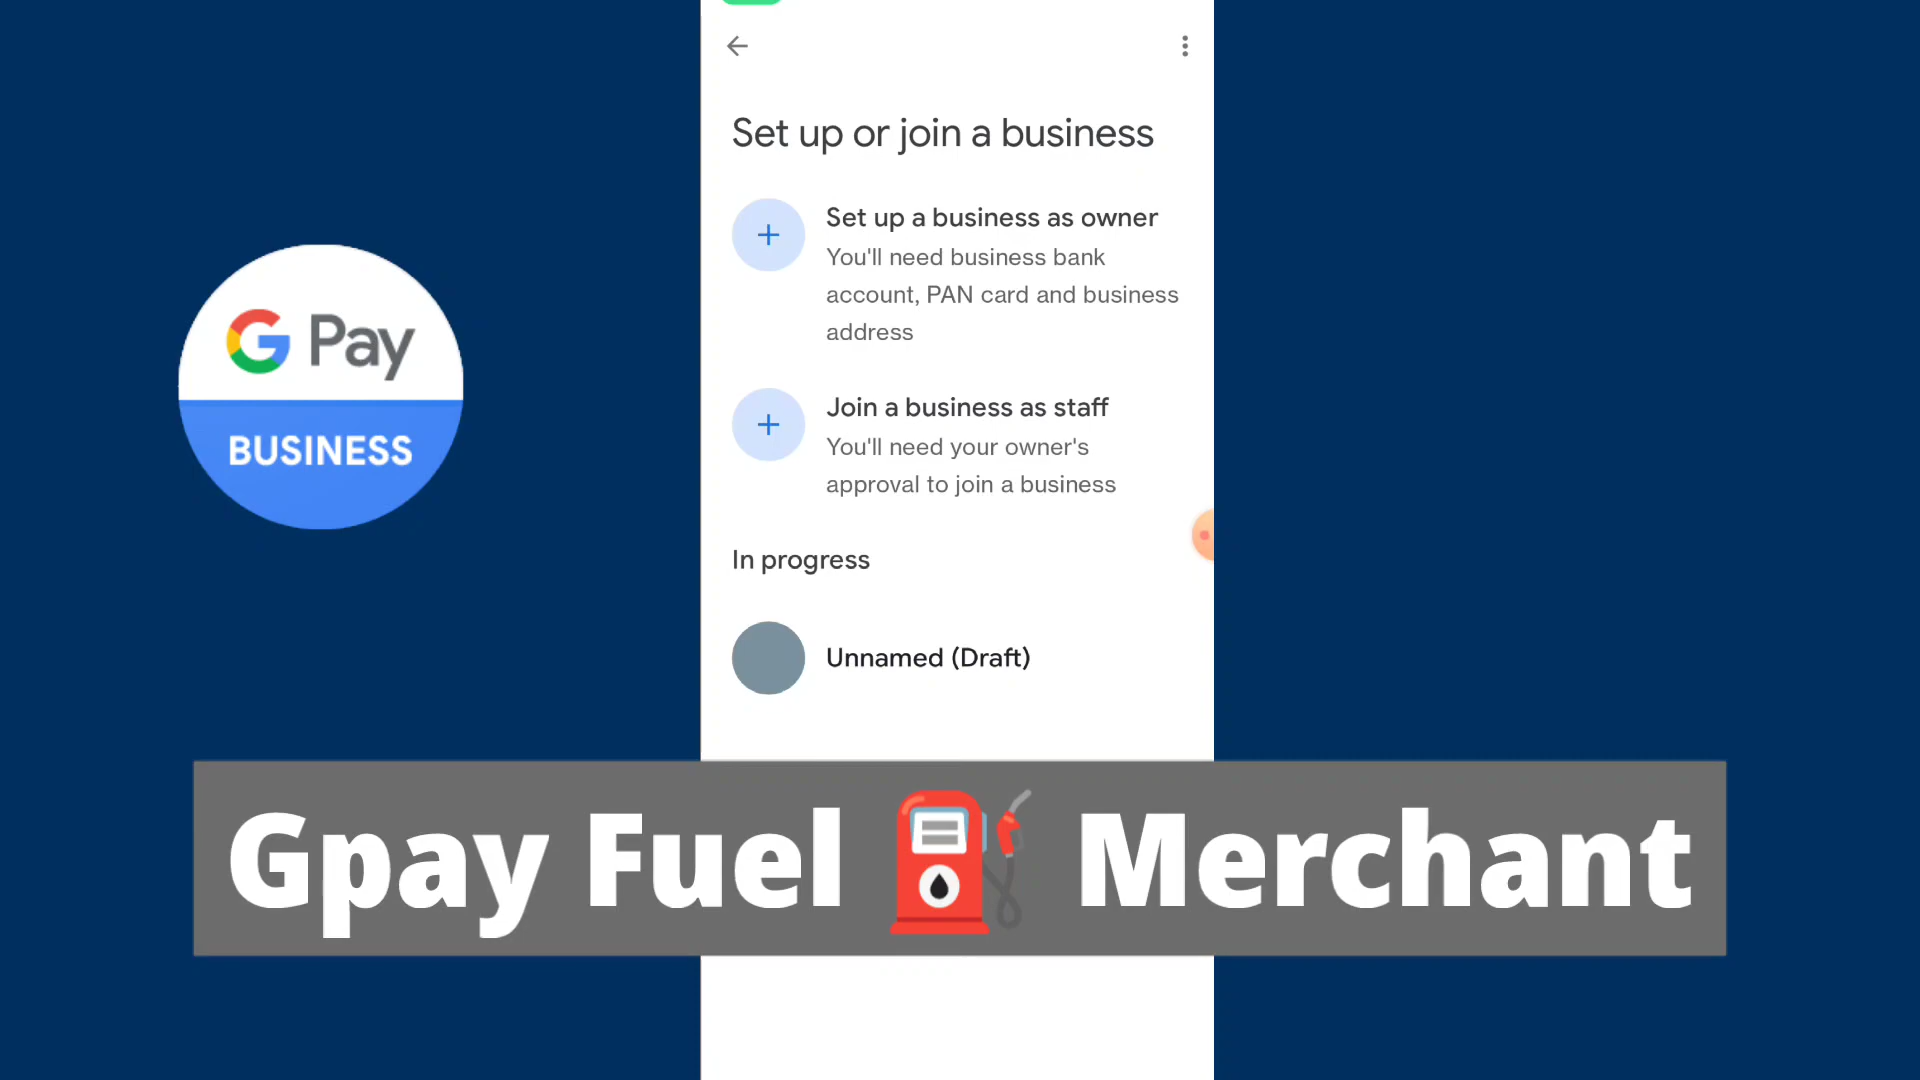 Set up or join a business
Set up a business as owner
You'll need business bank
account, PAN card and business
address
Join a business as staff
You'll need your owner's
approval to join a business
In progress
Unnamed (Draft)
G Pay
BUSINESS
Gpay Fuel ⛽ Merchant